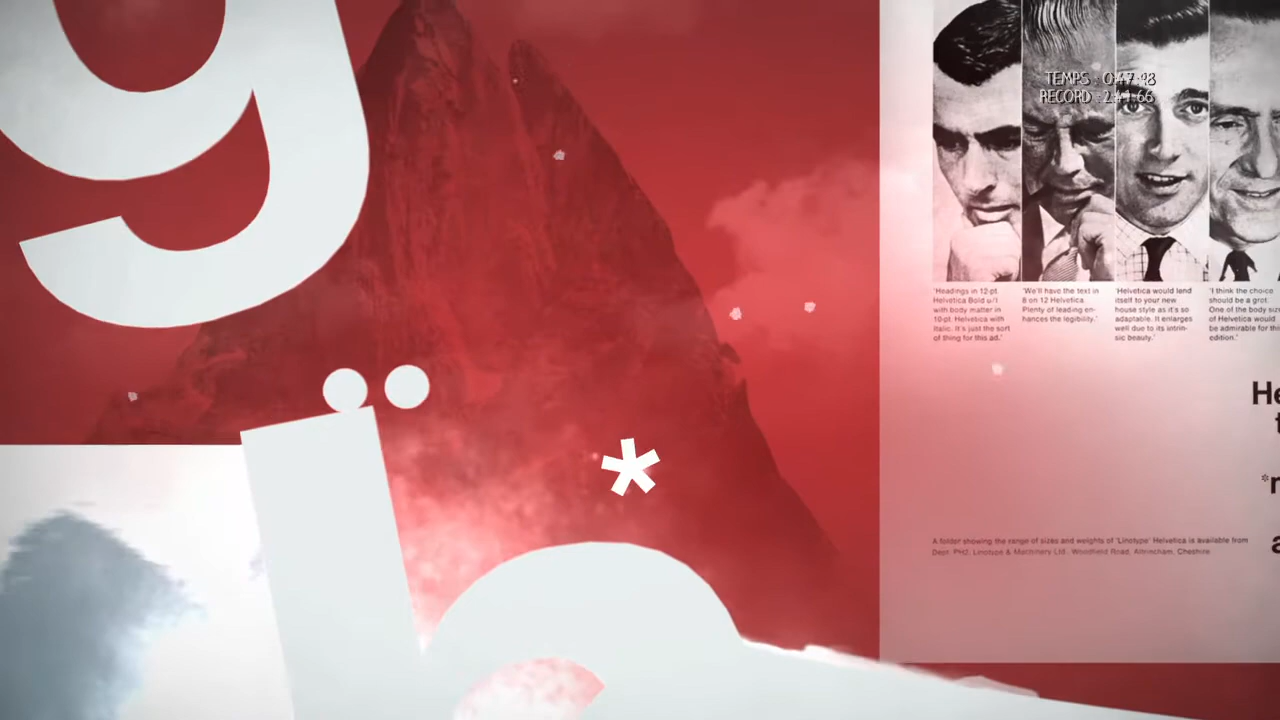 g
TEMPS : 0:47:48
'Headings in 12-pt.
Helvetica Bold u/l
with body matter in
10-pt. Helvetica with
italic. It's just the sort
of thing for this ad.'
'We'll have the text in
8 on 12 Helvetica.
Plenty of leading en-
hances the legibility.'
'Helvetica would lend
itself to your new
house style as it's so
adaptable. It enlarges
well due to its intrin-
sic beauty.'
'I think the choice
should be a grot.
One of the body size
of Helvetica would
be admirable for this
edition.'
ï
*
He
t
*n
a
A folder showing the range of sizes and weights of 'Linotype' Helvetica is available from
Dept. PH2, Linotype & Machinery Ltd., Woodfield Road, Altrincham, Cheshire